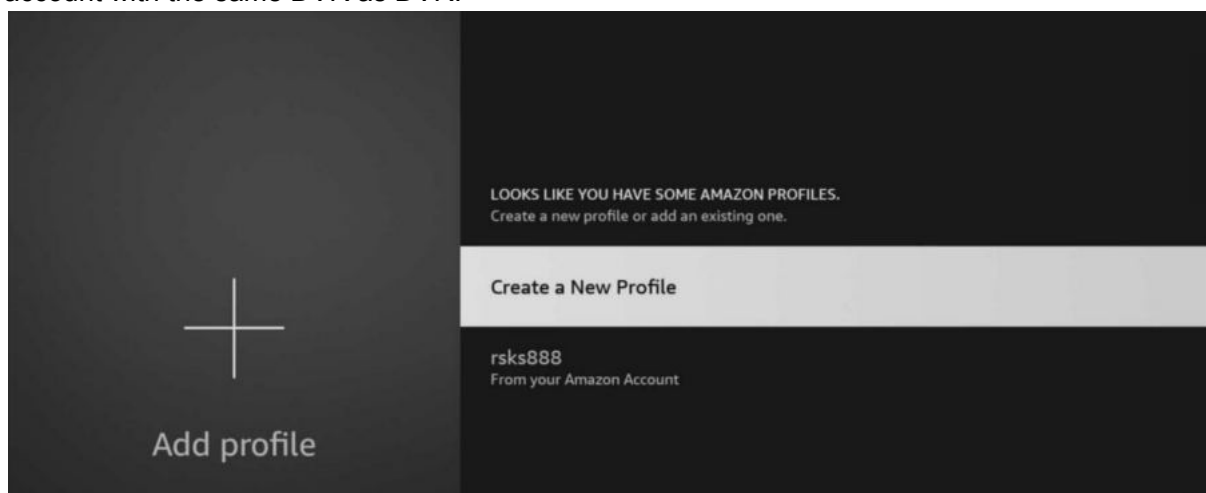 LOOKS LIKE YOU HAVE SOME AMAZON PROFILES.
Create a new profile or add an existing one.
Create a New Profile
rsks888
From your Amazon Account
Add profile